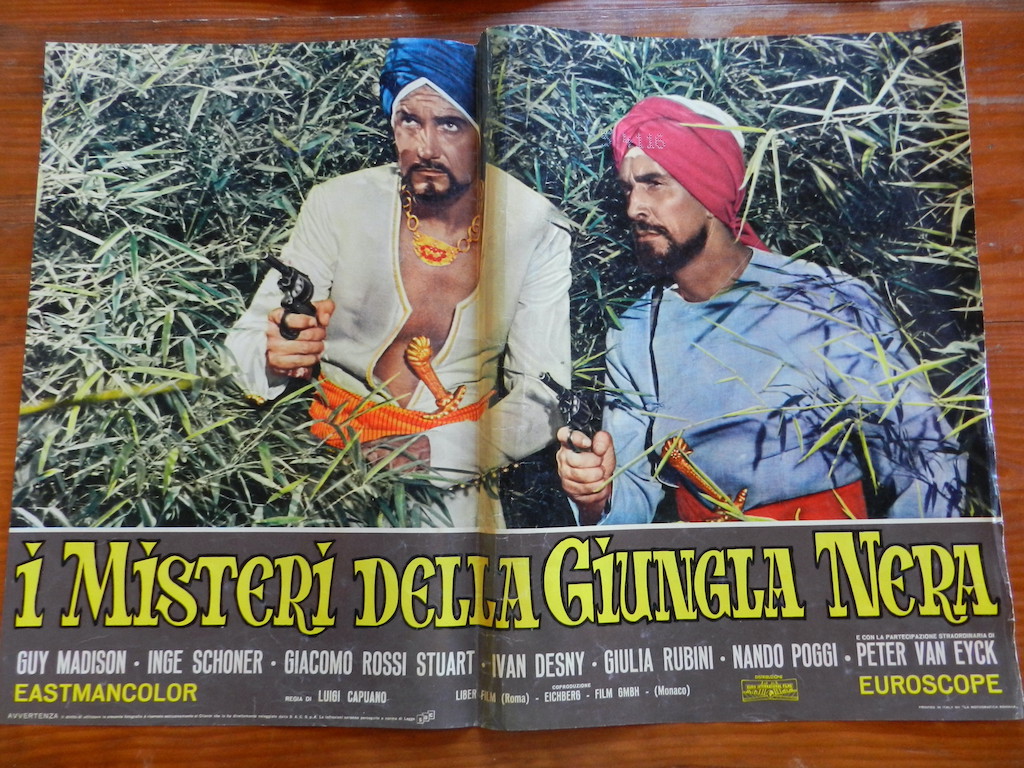 I MISTERI DELLA GIUNGLA NERA
E CON LA PARTECIPAZIONE STRAORDINARIA DI
GUY MADISON · INGE SCHONER · GIACOMO ROSSI STUART · IVAN DESNY · GIULIA RUBINI · NANDO POGGI · PETER VAN EYCK
EASTMANCOLOR
REGIA DI LUIGI CAPUANO
LIBER FILM (Roma) - COPRODUZIONE EICHBERG - FILM GMBH - (Monaco)
EUROSCOPE
AVVERTENZA